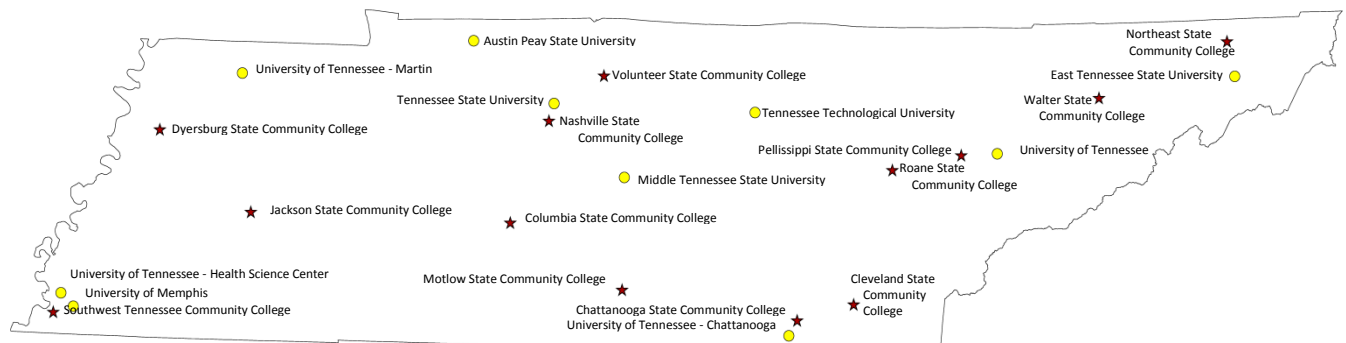 Northeast State
Community College
Austin Peay State University
University of Tennessee - Martin
Volunteer State Community College
East Tennessee State University
Tennessee State University
Walter State
Community College
Tennessee Technological University
Nashville State
Community College
Dyersburg State Community College
Pellissippi State Community College
University of Tennessee
Roane State
Community College
Middle Tennessee State University
Jackson State Community College
Columbia State Community College
University of Tennessee - Health Science Center
Motlow State Community College
Cleveland State
Community
College
University of Memphis
Southwest Tennessee Community College
Chattanooga State Community College
University of Tennessee - Chattanooga